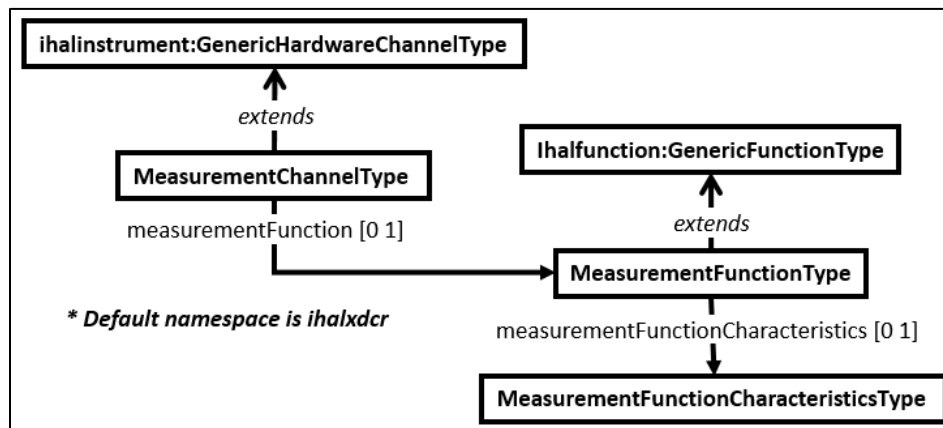 ihalinstrument:GenericHardwareChannelType
extends
Ihalfunction:GenericFunctionType
MeasurementChannelType
measurementFunction [0 1]
extends
MeasurementFunctionType
* Default namespace is ihalxdcr
measurementFunctionCharacteristics [0 1]
MeasurementFunctionCharacteristicsType